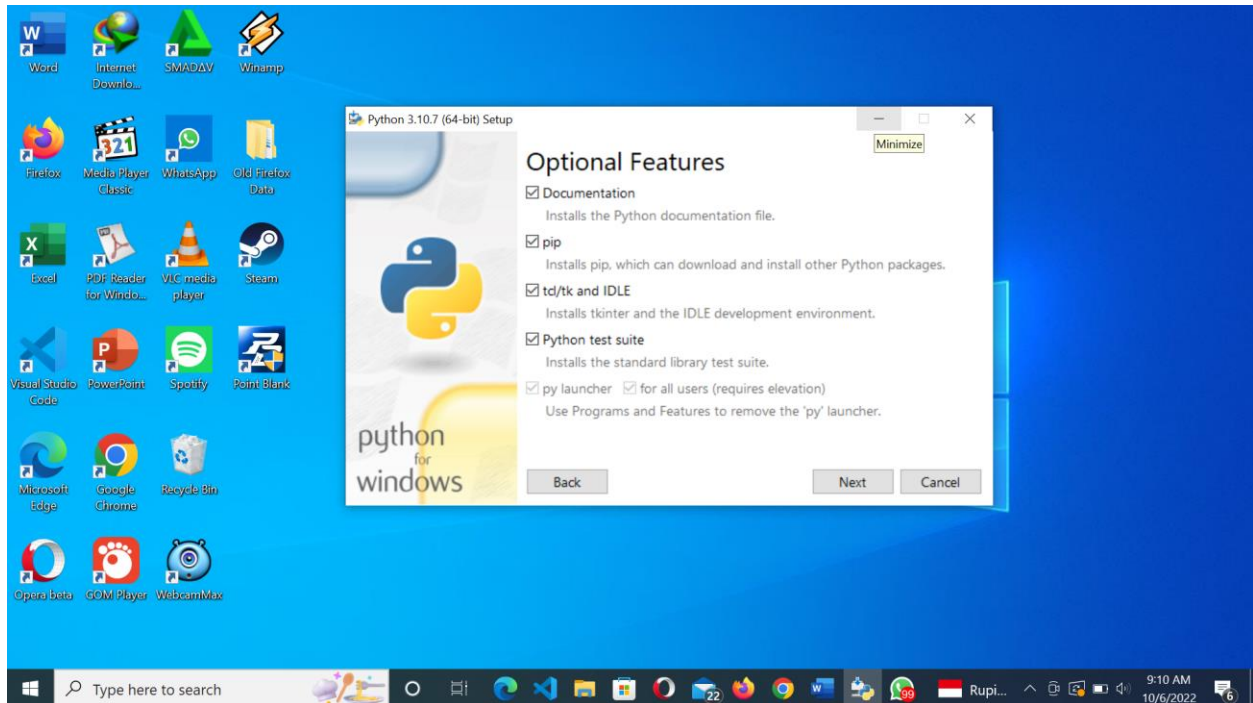 Word
Internet
Downlo...
SMADAV
Winamp
Firefox
Media Player
Classic
WhatsApp
Old Firefox
Data
Excel
PDF Reader
for Windo...
VLC media
player
Steam
Visual Studio
Code
PowerPoint
Spotify
Point Blank
Microsoft
Edge
Google
Chrome
Recycle Bin
Opera beta
GOM Player
WebcamMax
Python 3.10.7 (64-bit) Setup
Minimize
Optional Features
Documentation
Installs the Python documentation file.
pip
Installs pip, which can download and install other Python packages.
tcl/tk and IDLE
Installs tkinter and the IDLE development environment.
Python test suite
Installs the standard library test suite.
py launcher for all users (requires elevation)
Use Programs and Features to remove the 'py' launcher.
python
for
windows
Back
Next
Cancel
Type here to search
22
99
Rupi...
9:10 AM
10/6/2022
6